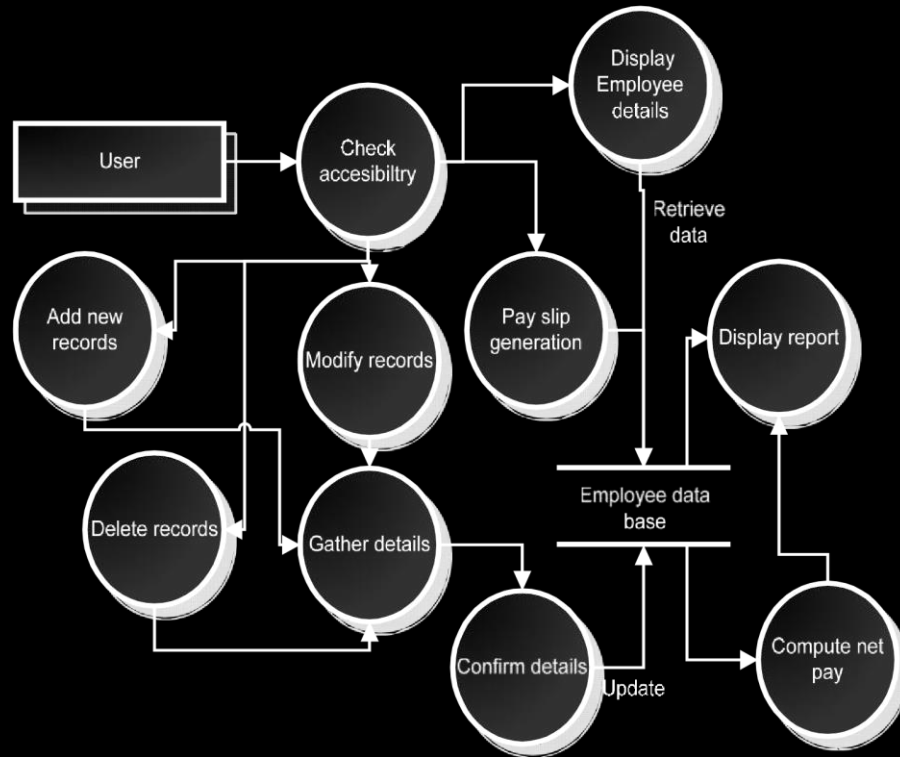 Display
Employee
details
User
Check
accesibiltry
Retrieve
data
Add new
records
Modify records
Pay slip
generation
Display report
Delete records
Gather details
Employee data
base
Confirm details
Update
Compute net
pay